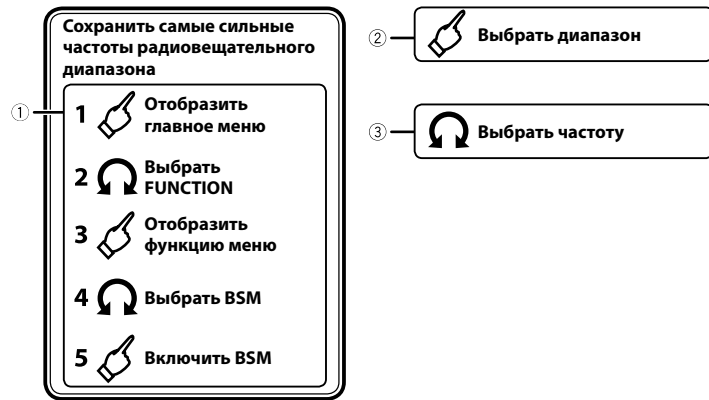 Сохранить самые сильные
частоты радиовещательного
диапазона
①
1 Отобразить
главное меню
2 Выбрать
FUNCTION
3 Отобразить
функцию меню
4 Выбрать BSM
5 Включить BSM
② Выбрать диапазон
③ Выбрать частоту